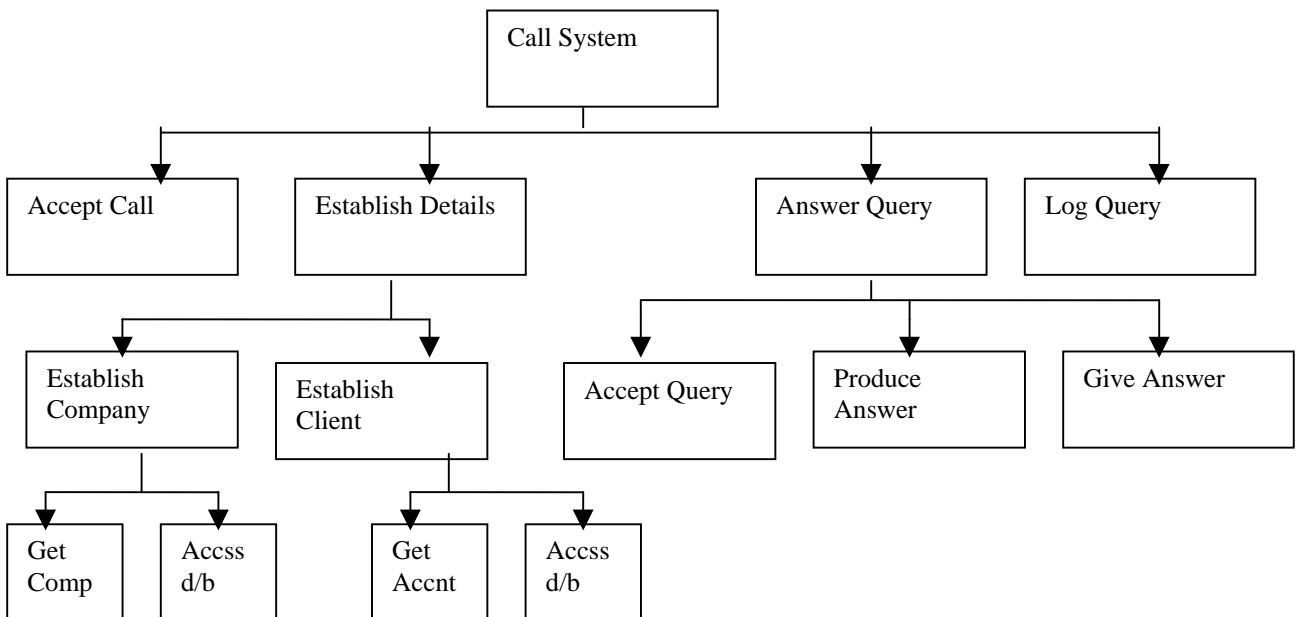 Call System
Accept Call
Establish Details
Answer Query
Log Query
Establish
Company
Establish
Client
Accept Query
Produce
Answer
Give Answer
Get
Comp
Accss
d/b
Get
Accnt
Accss
d/b